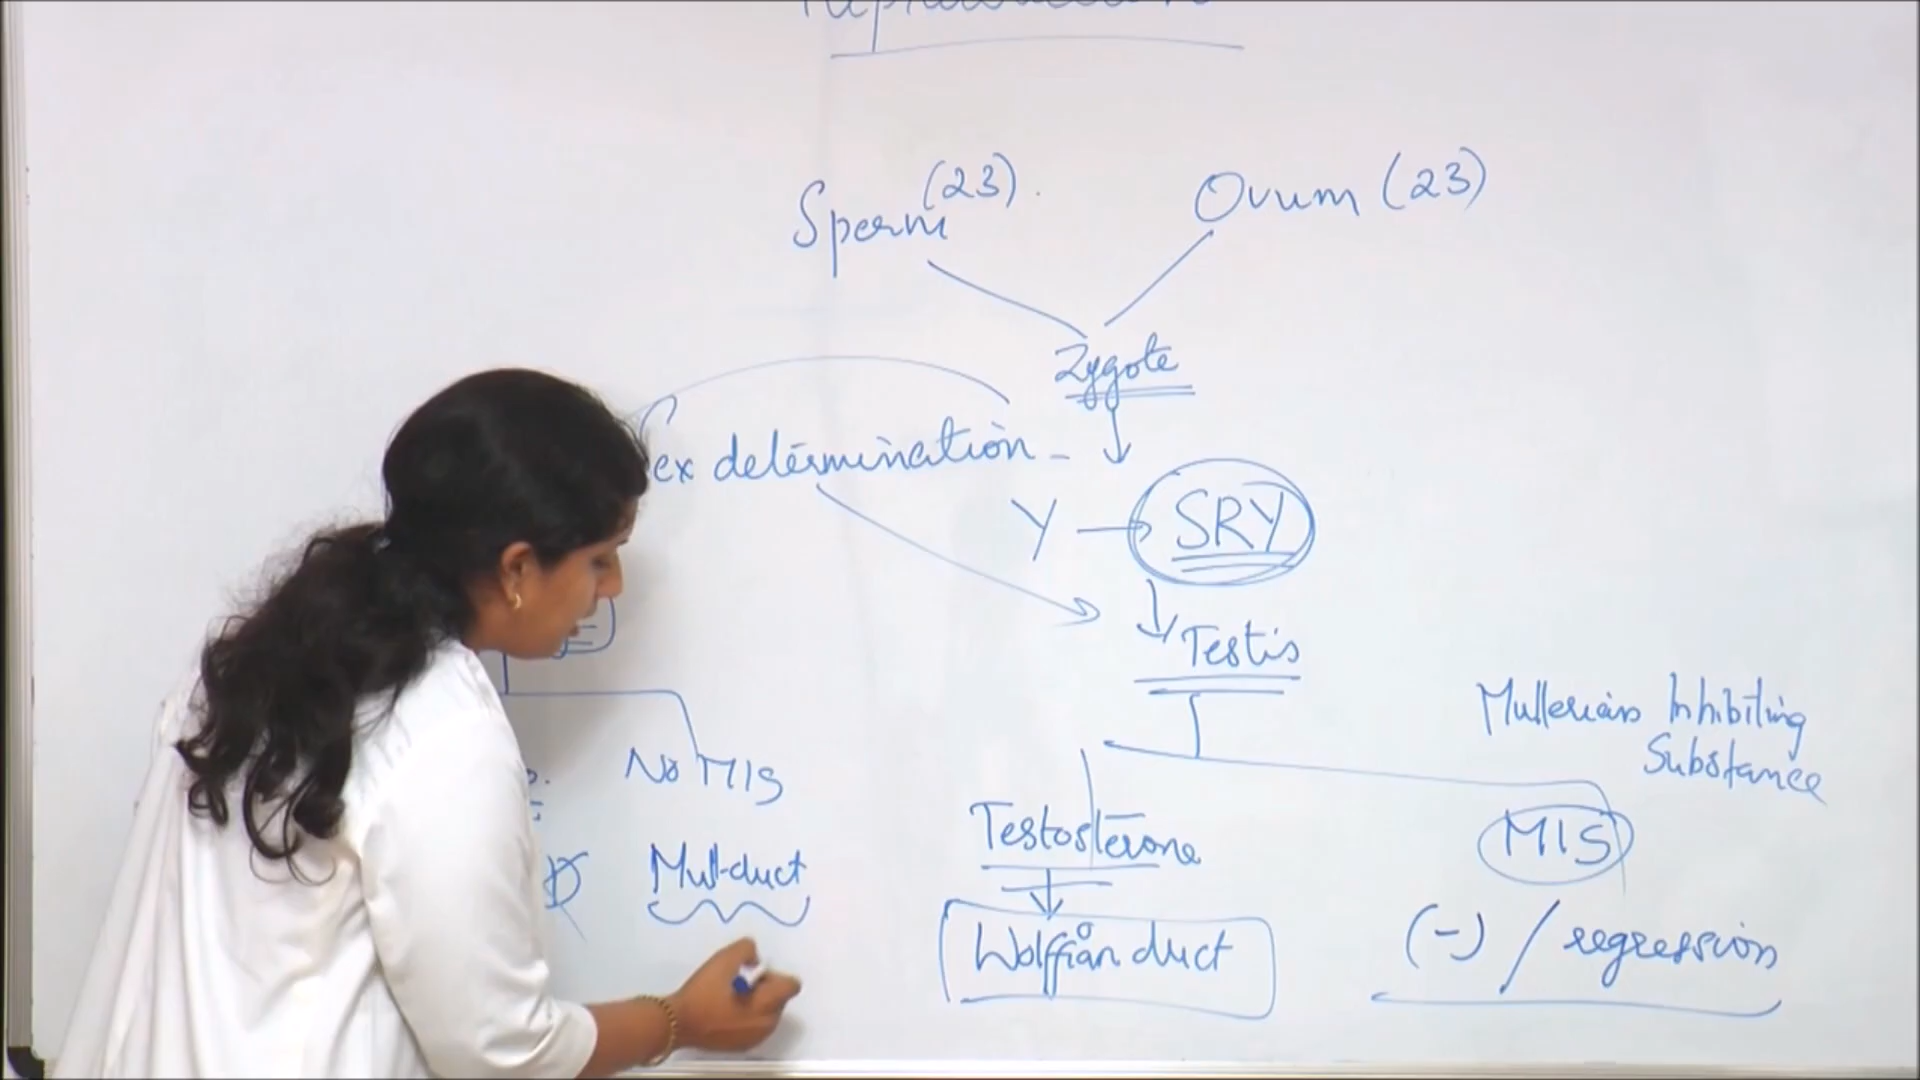 Sperm (23).
Ovum (23)
Zygote
ex determination -
Y → SRY
Testis
Mullerian Inhibiting
Substance
No MIS
Testosterone
MIS
Mull-duct
Wolffian duct
(-) / regression